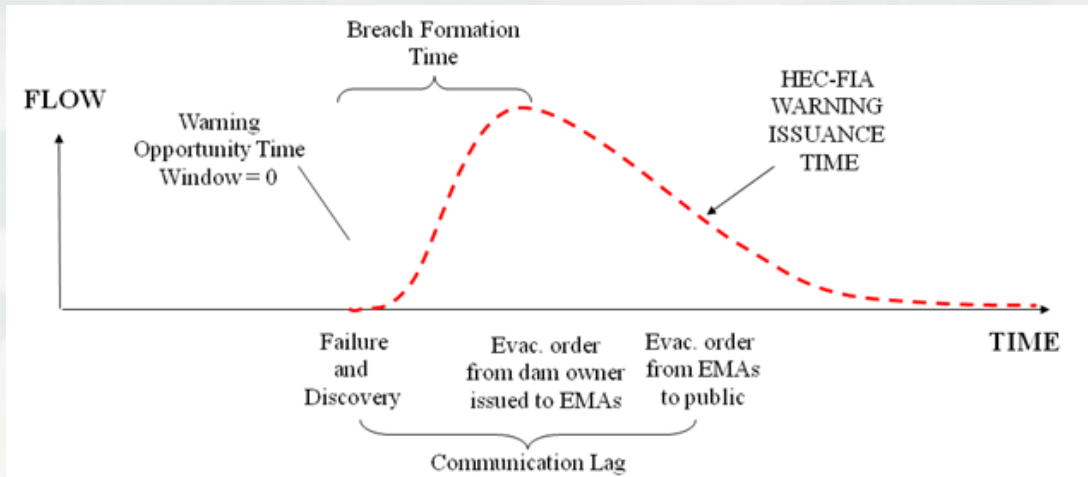 Breach Formation
Time
FLOW
Warning
Opportunity Time
Window = 0
HEC-FIA
WARNING
ISSUANCE
TIME
Failure
and
Discovery
Evac. order
from dam owner
issued to EMAs
Evac. order
from EMAs
to public
TIME
Communication Lag